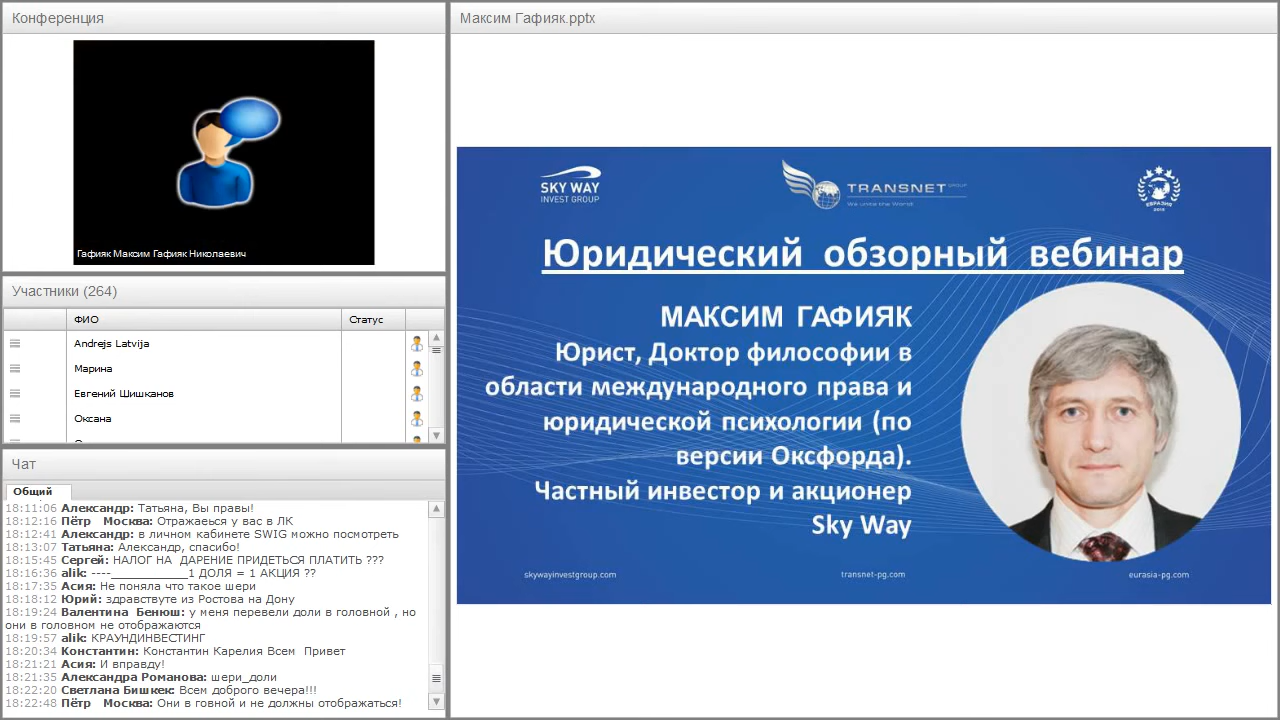 Конференция
Гафияк Максим Гафияк Николаевич
Участники (264)
ФИО
Статус
Andrejs Latvija
Марина
Евгений Шишканов
Оксана
Чат
Общий
18:11:06 Александр: Татьяна, Вы правы!
18:12:16 Пётр Москва: Отражаеься у вас в ЛК
18:12:41 Александр: в личном кабинете SWIG можно посмотреть
18:13:07 Татьяна: Александр, спасибо!
18:15:45 Сергей: НАЛОГ НА ДАРЕНИЕ ПРИДЕТЬСЯ ПЛАТИТЬ ???
18:16:36 alik: ----____________1 ДОЛЯ = 1 АКЦИЯ ??
18:17:35 Асия: Не поняла что такое шери
18:18:12 Юрий: здравствуте из Ростова на Дону
18:19:24 Валентина Бенюш: у меня перевели доли в головной , но
они в головном не отображаются
18:19:57 alik: КРАУНДИНВЕСТИНГ
18:20:34 Константин: Константин Карелия Всем Привет
18:21:21 Асия: И вправду!
18:21:35 Александра Романова: шери_доли
18:22:20 Светлана Бишкек: Всем доброго вечера!!!
18:22:48 Пётр Москва: Они в говной и не должны отображаться!
Максим Гафияк.pptx
SKY WAY
INVEST GROUP
TRANSNET GROUP
We unite the World!
ЕВРАЗИЯ
Юридический обзорный вебинар
МАКСИМ ГАФИЯК
Юрист, Доктор философии в
области международного права и
юридической психологии (по
версии Оксфорда).
Частный инвестор и акционер
Sky Way
skywayinvestgroup.com
transnet-pg.com
eurasia-pg.com